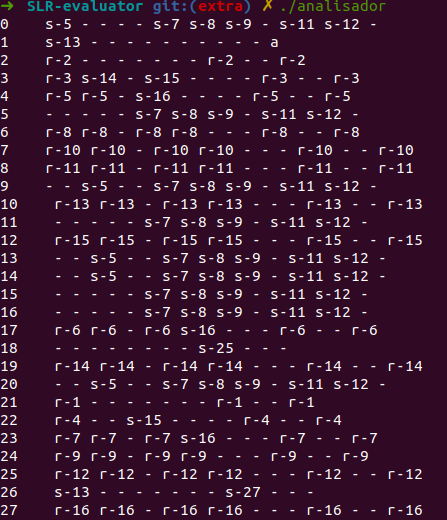 → SLR-evaluator git:(extra) ✗ ./analisador
0 s-5 - - - - s-7 s-8 s-9 - s-11 s-12 -
1 s-13 - - - - - - - - - - a
2 r-2 - - - - - - r-2 - - r-2
3 r-3 s-14 - s-15 - - - - r-3 - - r-3
4 r-5 r-5 - s-16 - - - - r-5 - - r-5
5 - - - - - s-7 s-8 s-9 - s-11 s-12 -
6 r-8 r-8 - r-8 r-8 - - - r-8 - - r-8
7 r-10 r-10 - r-10 r-10 - - - r-10 - - r-10
8 r-11 r-11 - r-11 r-11 - - - r-11 - - r-11
9 - - s-5 - - s-7 s-8 s-9 - s-11 s-12 -
10 r-13 r-13 - r-13 r-13 - - - r-13 - - r-13
11 - - - - - s-7 s-8 s-9 - s-11 s-12 -
12 r-15 r-15 - r-15 r-15 - - - r-15 - - r-15
13 - - s-5 - - s-7 s-8 s-9 - s-11 s-12 -
14 - - s-5 - - s-7 s-8 s-9 - s-11 s-12 -
15 - - - - - s-7 s-8 s-9 - s-11 s-12 -
16 - - - - - s-7 s-8 s-9 - s-11 s-12 -
17 r-6 r-6 - r-6 s-16 - - - r-6 - - r-6
18 - - - - - - - - s-25 - - -
19 r-14 r-14 - r-14 r-14 - - - r-14 - - r-14
20 - - s-5 - - s-7 s-8 s-9 - s-11 s-12 -
21 r-1 - - - - - - - r-1 - - r-1
22 r-4 - - s-15 - - - - r-4 - - r-4
23 r-7 r-7 - r-7 s-16 - - - r-7 - - r-7
24 r-9 r-9 - r-9 r-9 - - - r-9 - - r-9
25 r-12 r-12 - r-12 r-12 - - - r-12 - - r-12
26 s-13 - - - - - - - s-27 - - -
27 r-16 r-16 - r-16 r-16 - - - r-16 - - r-16